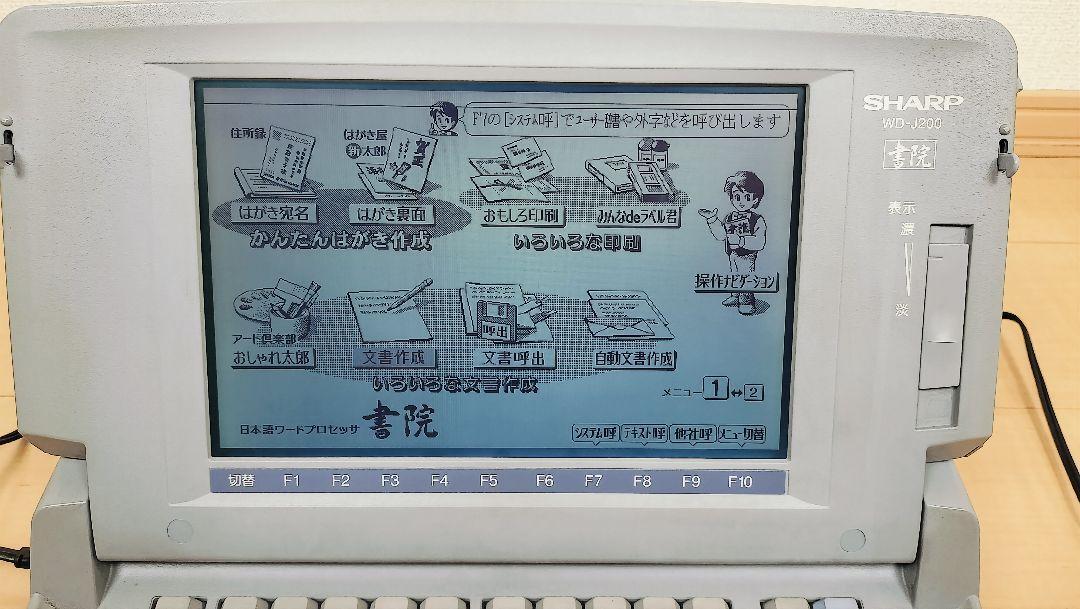 SHARP
WD-J200
書院
表示
濃
淡
F7の[システム呼]でユーザー辞書や外字などを呼び出します
住所録
はがき宛名
はがき屋
新太郎
はがき裏面
かんたんはがき作成
おもしろ印刷
みんなdeラベル君
いろいろな印刷
操作ナビゲーション
アート倶楽部
おしゃれ太郎
文書作成
呼出
文書呼出
自動文書作成
いろいろな文書作成
メニュー 1 ↔ 2
日本語ワードプロセッサ 書院
システム呼 テキスト呼 他社呼 メニュー切替
切替 F1 F2 F3 F4 F5 F6 F7 F8 F9 F10